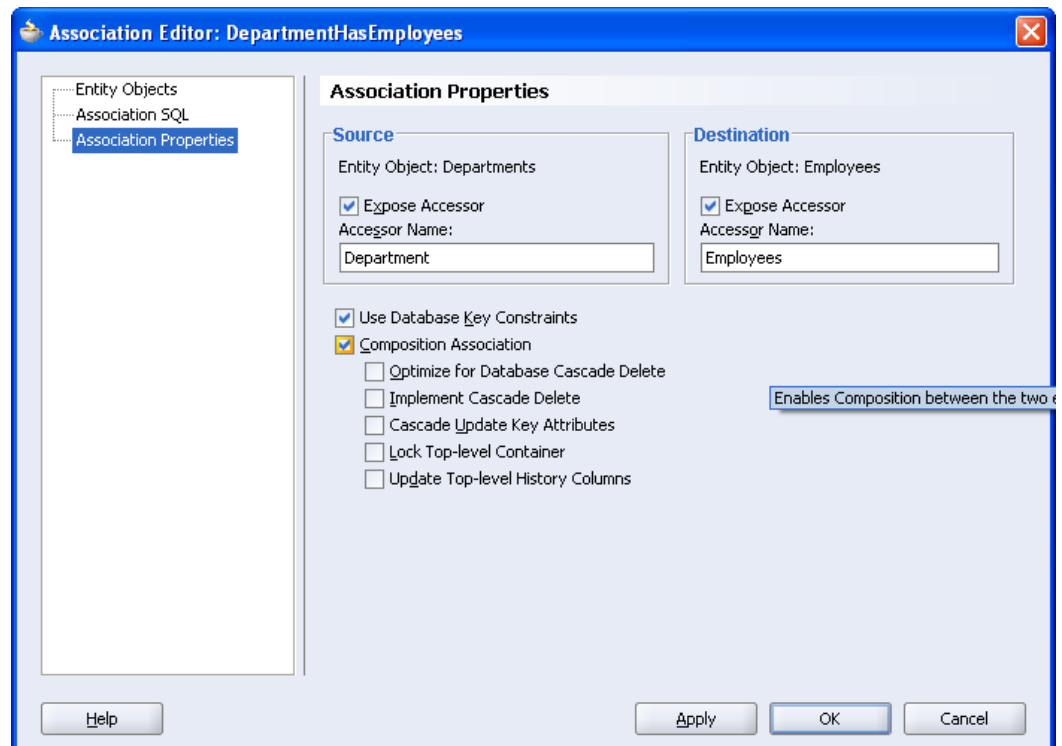 Association Editor: DepartmentHasEmployees
Entity Objects
Association SQL
Association Properties
Association Properties
Source
Entity Object: Departments
Expose Accessor
Accessor Name:
Department
Destination
Entity Object: Employees
Expose Accessor
Accessor Name:
Employees
Use Database Key Constraints
Composition Association
Optimize for Database Cascade Delete
Implement Cascade Delete
Enables Composition between the two
Cascade Update Key Attributes
Lock Top-level Container
Update Top-level History Columns
Help
Apply
OK
Cancel